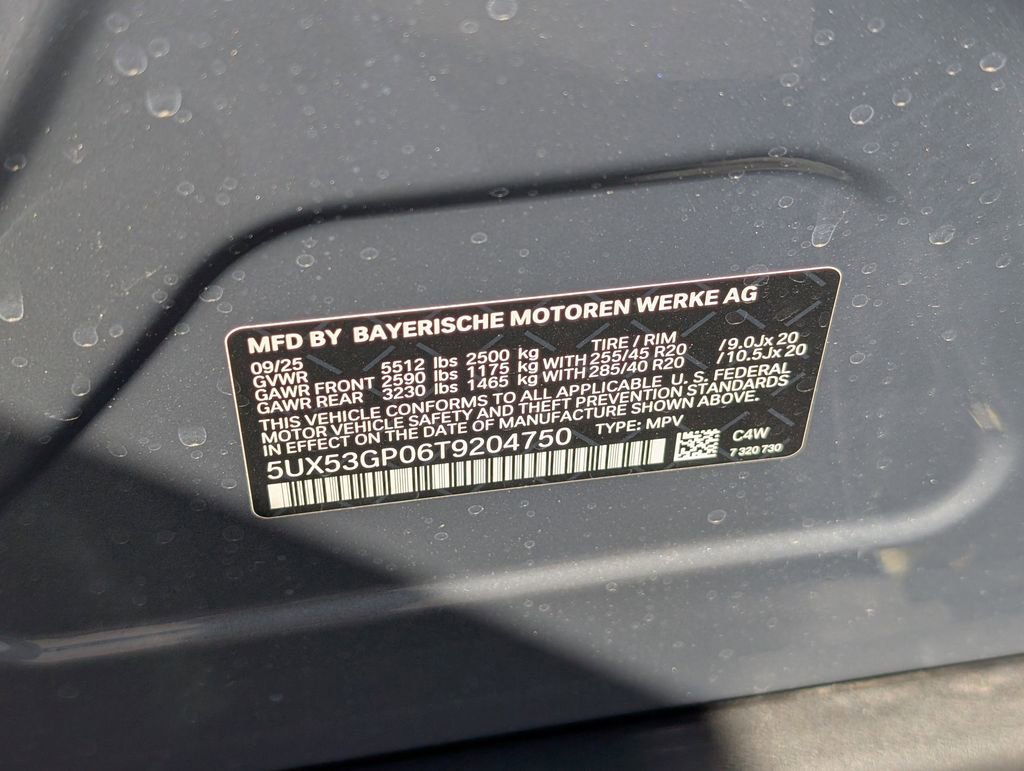 MFD BY BAYERISCHE MOTOREN WERKE AG
09/25 TIRE / RIM
GVWR 5512 lbs 2500 kg
GAWR FRONT 2590 lbs 1175 kg WITH 255/45 R20 /9.0Jx 20
GAWR REAR 3230 lbs 1465 kg WITH 285/40 R20 /10.5Jx 20
THIS VEHICLE CONFORMS TO ALL APPLICABLE U. S. FEDERAL
MOTOR VEHICLE SAFETY AND THEFT PREVENTION STANDARDS
IN EFFECT ON THE DATE OF MANUFACTURE SHOWN ABOVE.
5UX53GP06T9204750 TYPE: MPV
C4W
7 320 730